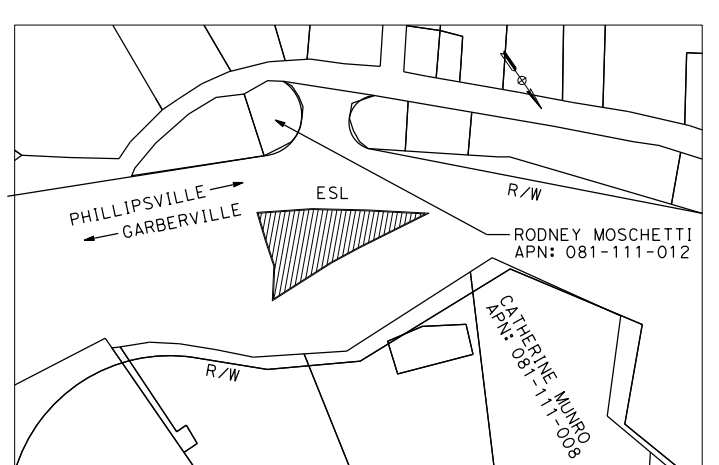 ESL
R/W
PHILLIPSVILLE
GARBERVILLE
RODNEY MOSCHETTI
APN: 081-111-012
CATHERINE MUNRO
APN: 081-111-008
R/W